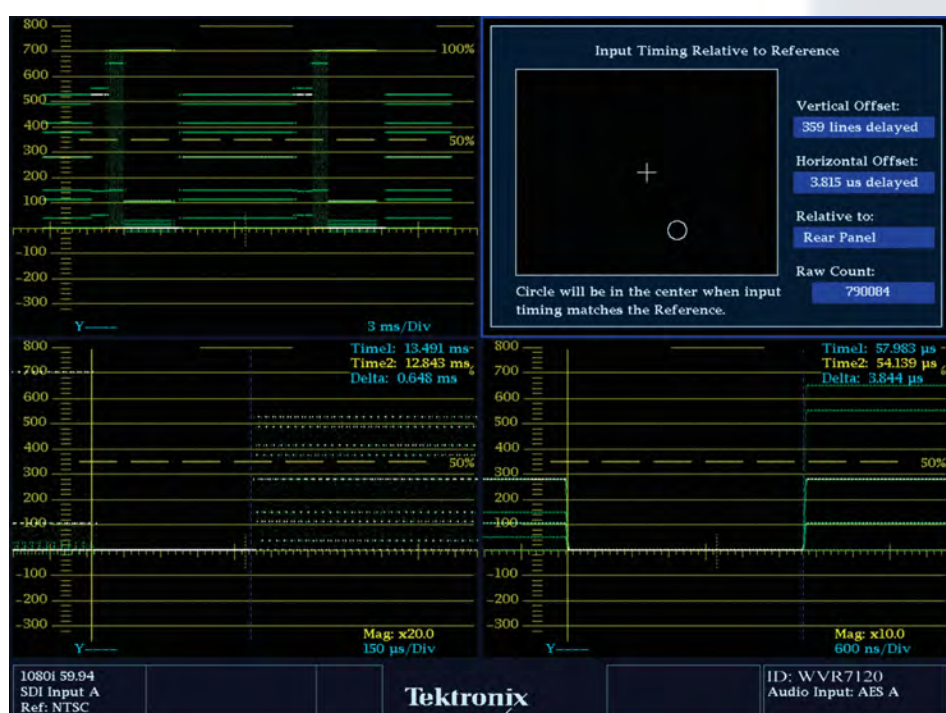 800
700
600
500
400
300
200
100
-100
-200
-300
100%
50%
Y-----
3 ms/Div
Input Timing Relative to Reference
Vertical Offset:
359 lines delayed
Horizontal Offset:
3.815 us delayed
Relative to:
Rear Panel
Raw Count:
790084
Circle will be in the center when input
timing matches the Reference.
800
700
600
500
400
300
200
100
-100
-200
-300
Time1: 13.491 ms
Time2: 12.843 ms
Delta: 0.648 ms
50%
Mag: x20.0
Y-----
150 µs/Div
800
700
600
500
400
300
200
100
-100
-200
-300
Time1: 57.983 µs
Time2: 54.139 µs
Delta: 3.844 µs
50%
Mag: x10.0
Y-----
600 ns/Div
1080i 59.94
SDI Input A
Ref: NTSC
Tektronix
ID: WVR7120
Audio Input: AES A